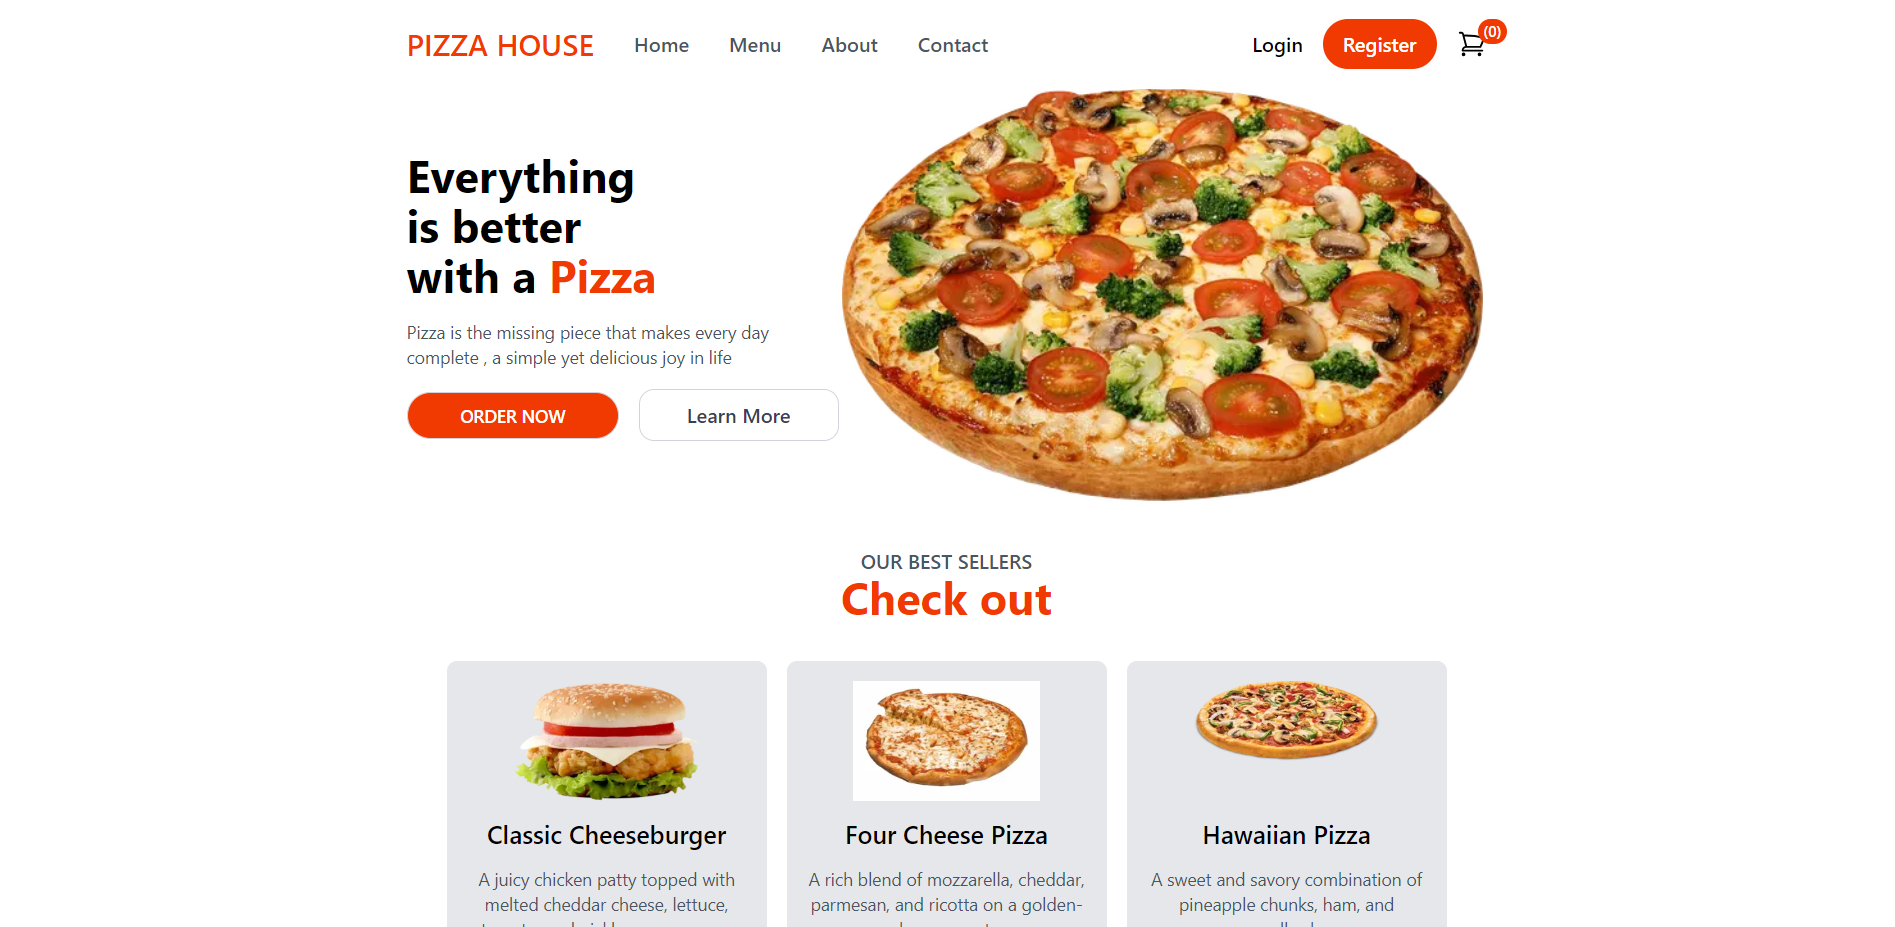 PIZZA HOUSE Home Menu About Contact Login Register (0)
Everything
is better
with a Pizza
Pizza is the missing piece that makes every day
complete , a simple yet delicious joy in life
ORDER NOW Learn More
OUR BEST SELLERS
Check out
Classic Cheeseburger
A juicy chicken patty topped with
melted cheddar cheese, lettuce,
Four Cheese Pizza
A rich blend of mozzarella, cheddar,
parmesan, and ricotta on a golden-
Hawaiian Pizza
A sweet and savory combination of
pineapple chunks, ham, and